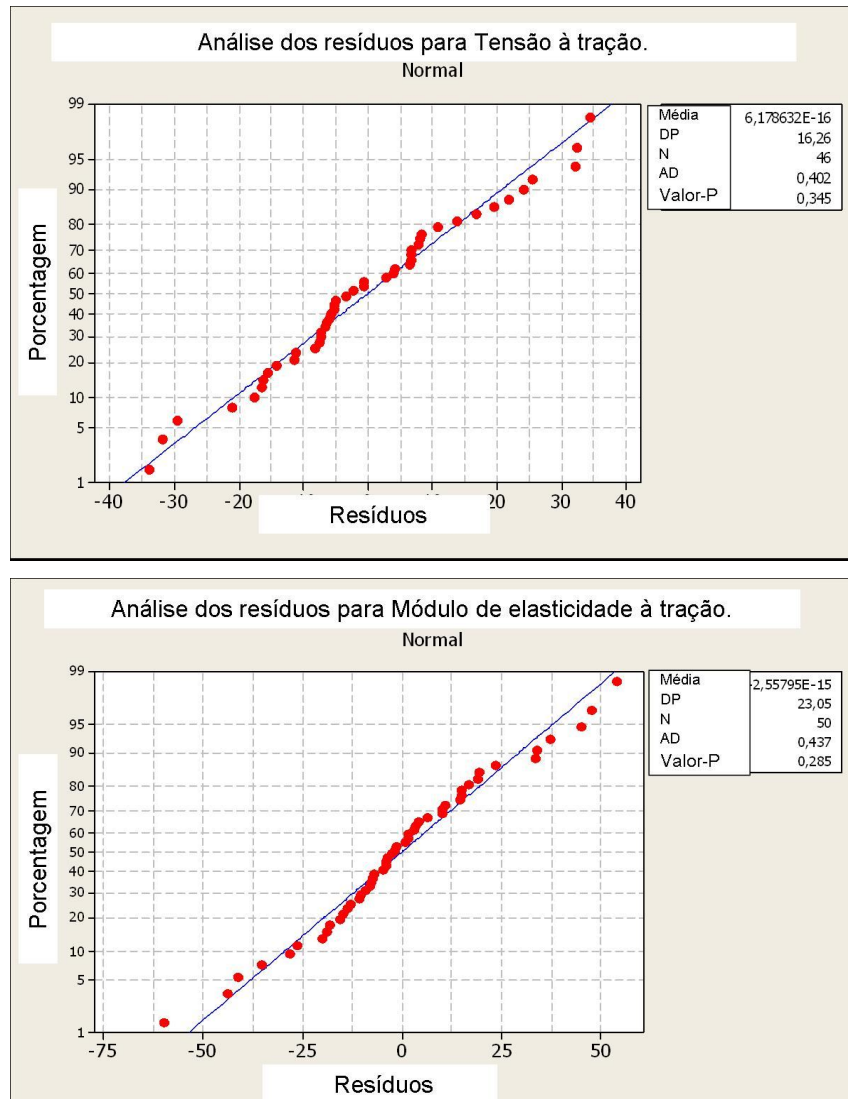 Análise dos resíduos para Tensão à tração.
Normal
99
95
90
80
70
60
50
40
30
20
10
5
1
Porcentagem
-40 -30 -20 10 20 30 40
Resíduos
Média 6,178632E-16
DP 16,26
N 46
AD 0,402
Valor-P 0,345
Análise dos resíduos para Módulo de elasticidade à tração.
Normal
99
95
90
80
70
60
50
40
30
20
10
5
1
Porcentagem
-75 -50 -25 0 25 50
Resíduos
Média -2,55795E-15
DP 23,05
N 50
AD 0,437
Valor-P 0,285